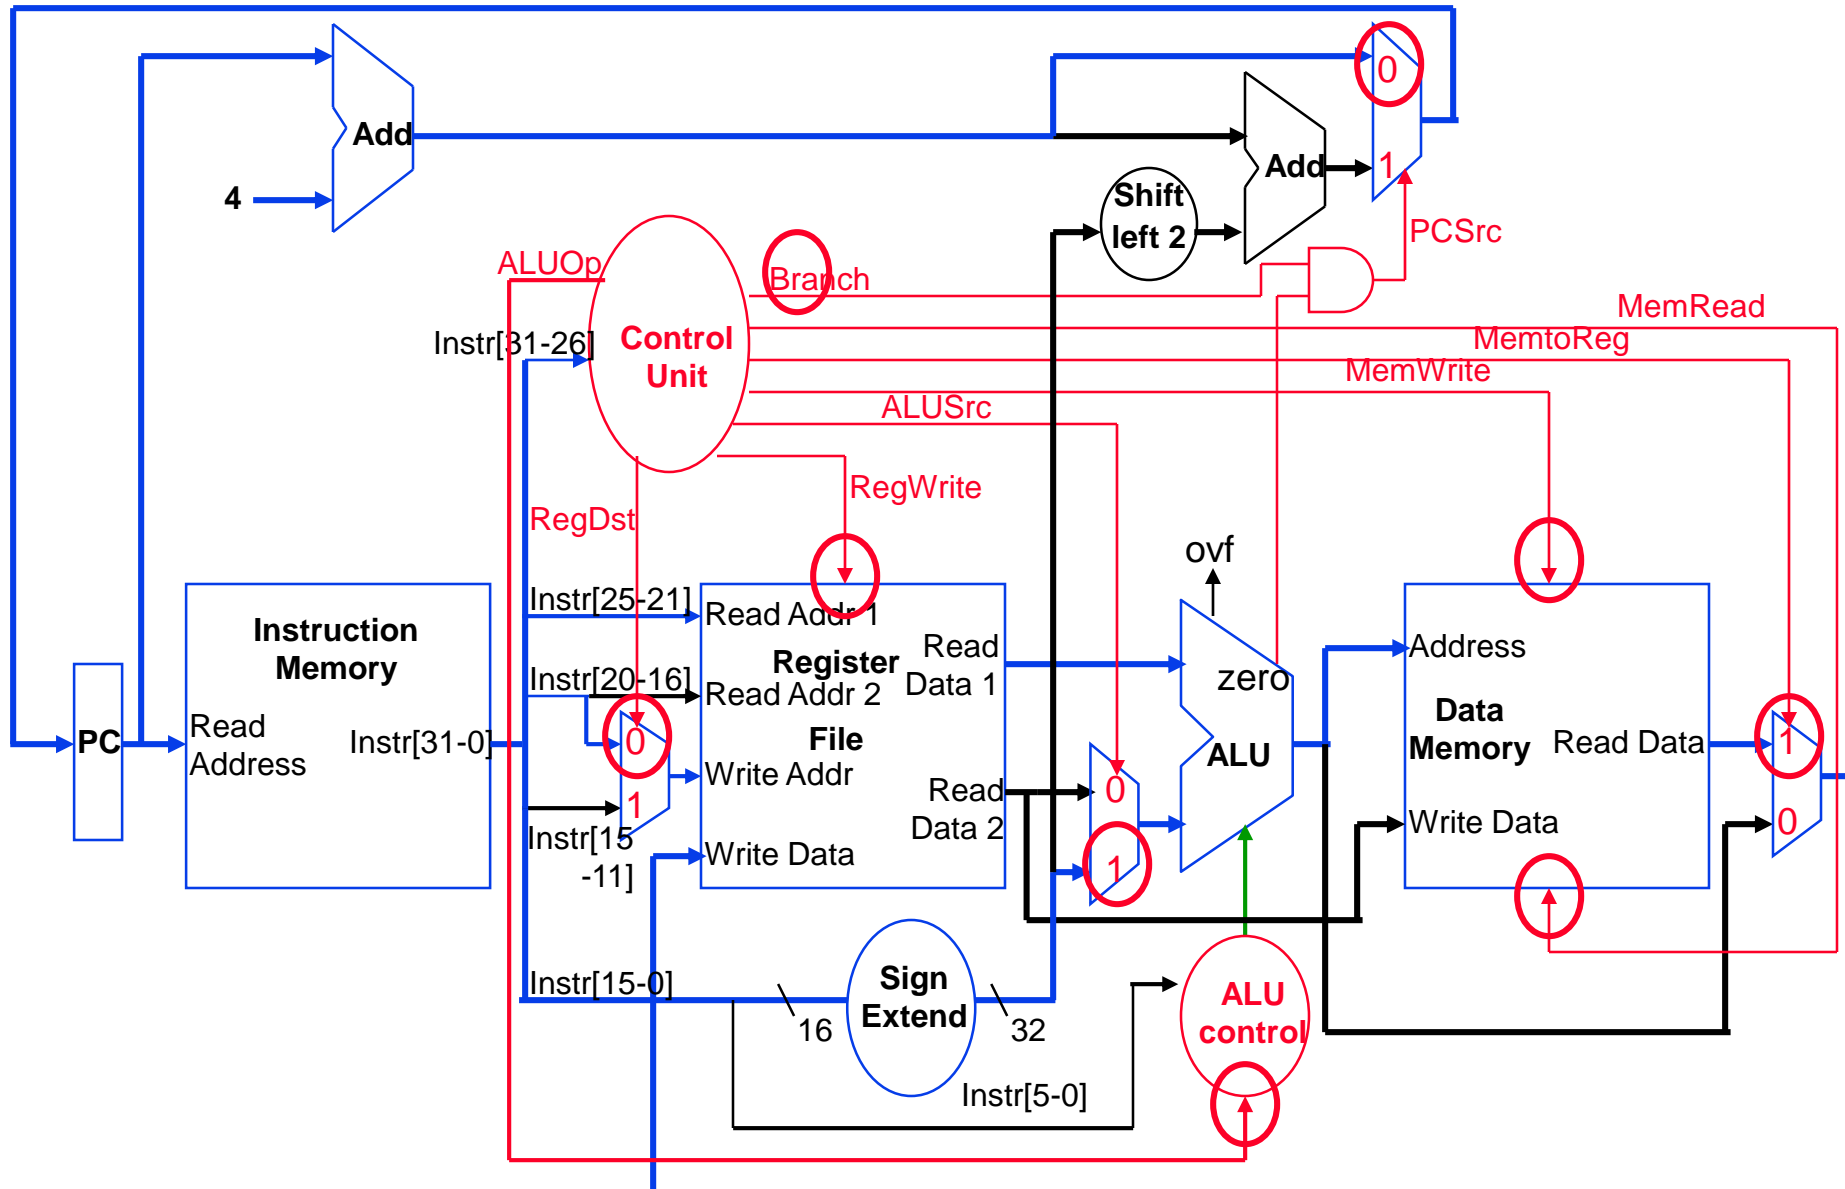 0
Add
1
Add
Shift
left 2
4
PCSrc
ALUOp
Branch
MemRead
Instr[31-26]
Control
Unit
MemtoReg
MemWrite
ALUSrc
RegWrite
RegDst
ovf
Instr[25-21]
Read Addr 1
Instruction
Memory
Register
Read
Data 1
Address
Instr[20-16]
Read Addr 2
zero
Data
Memory
Read
Address
PC
Instr[31-0]
0
File
Read Data
1
ALU
Write Addr
1
Read
Data 2
0
Write Data
0
Instr[15
-11]
Write Data
1
Instr[15-0]
Sign
Extend
16
32
ALU
control
Instr[5-0]